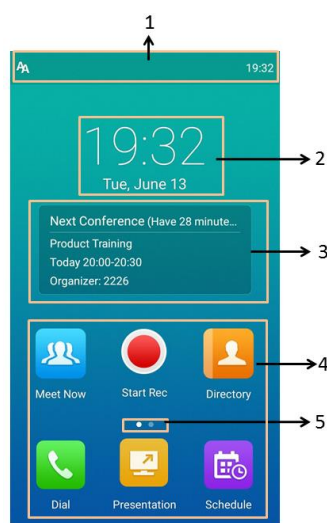 1
AA 19:32
19:32
2
Tue, June 13
Next Conference (Have 28 minute...
Product Training
3
Today 20:00-20:30
Organizer: 2226
4
Meet Now Start Rec Directory
5
Dial Presentation Schedule